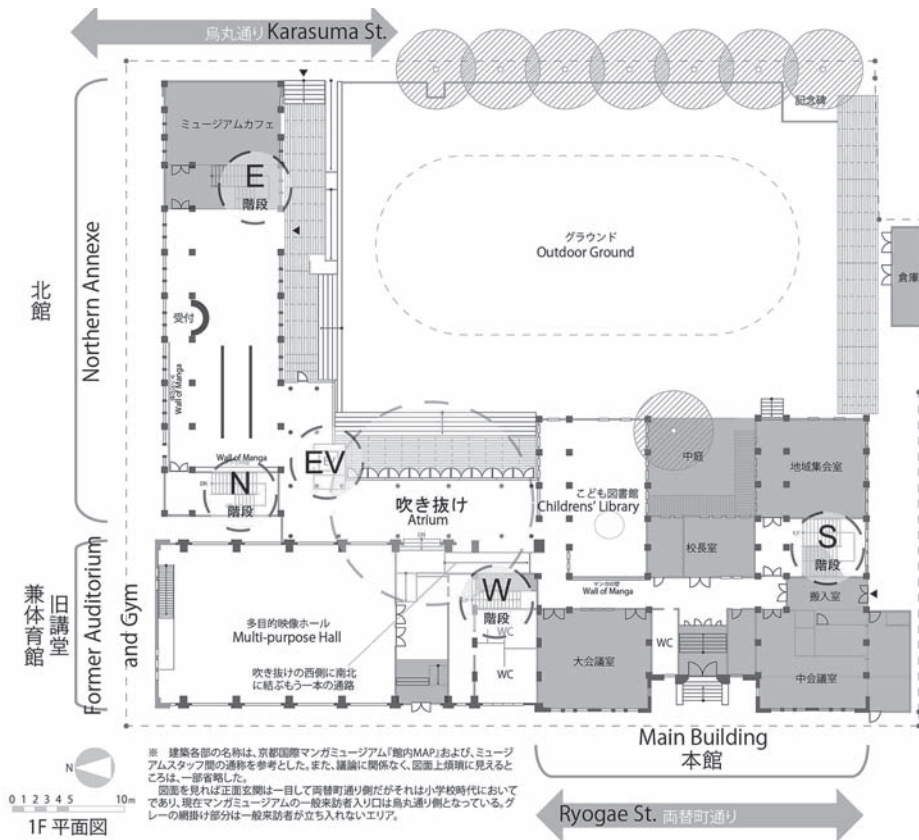 烏丸通り Karasuma St.
記念碑
ミュージアムカフェ
E
階段
グラウンド
Outdoor Ground
倉庫
北館
Northern Annexe
受付
Wall of Manga
Wall of Manga
EV
N
階段
吹き抜け
Atrium
こども図書館
Childrens' Library
中庭
地域集会室
校長室
S
階段
搬入室
マンガの壁
Wall of Manga
W
階段
WC
WC
WC
旧講堂
兼体育館
Former Auditorium
and Gym
多目的映像ホール
Multi-purpose Hall
吹き抜けの西側に南北
に結ぶもう一本の通路
大会議室
中会議室
Main Building
本館
Ryogae St. 両替町通り
N
0 1 2 3 4 5 10m
1F 平面図
※ 建築各部の名称は、京都国際マンガミュージアム『館内MAP』および、ミュージ
アムスタッフ間の通称を参考とした。また、議論に関係なく、図面上煩瑣に見えると
ころは、一部省略した。
図面を見れば正面玄関は一目して両替町通り側だがそれは小学校時代において
であり、現在マンガミュージアムの一般来訪者入り口は烏丸通り側となっている。グ
レーの網掛け部分は一般来訪者が立ち入れないエリア。